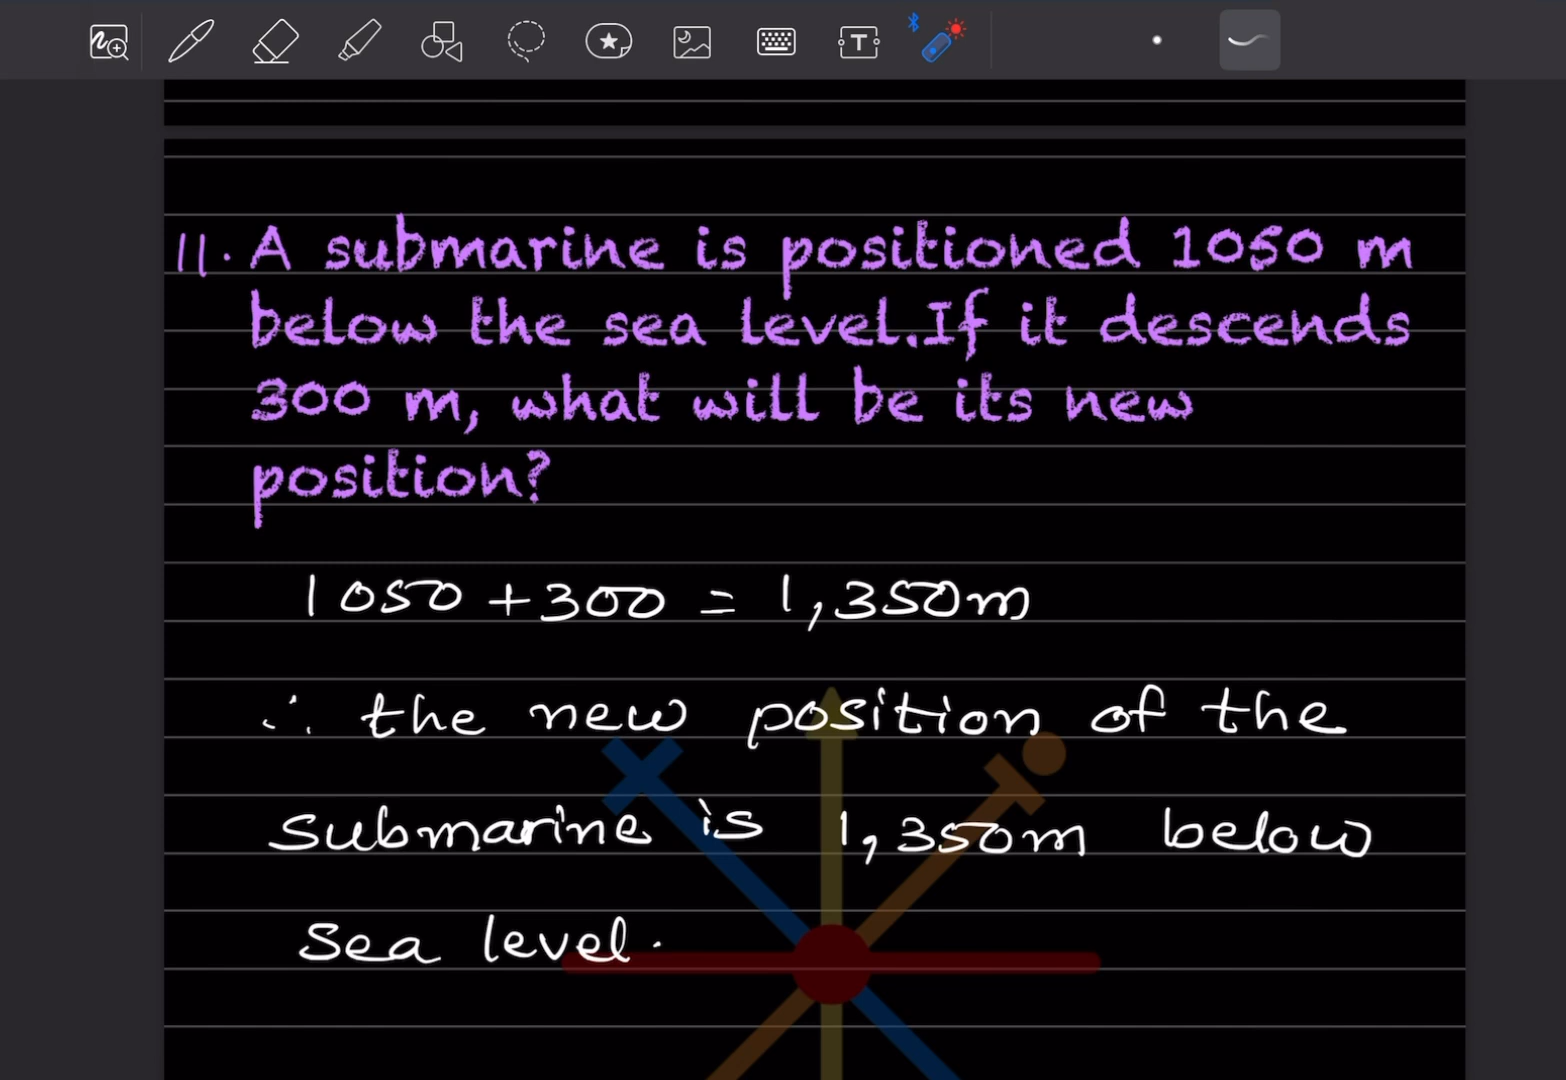 11. A submarine is positioned 1050 m
below the sea level.If it descends
300 m, what will be its new
position?
1050 + 300 = 1,350m
∴ the new position of the
submarine is 1,350m below
sea level.